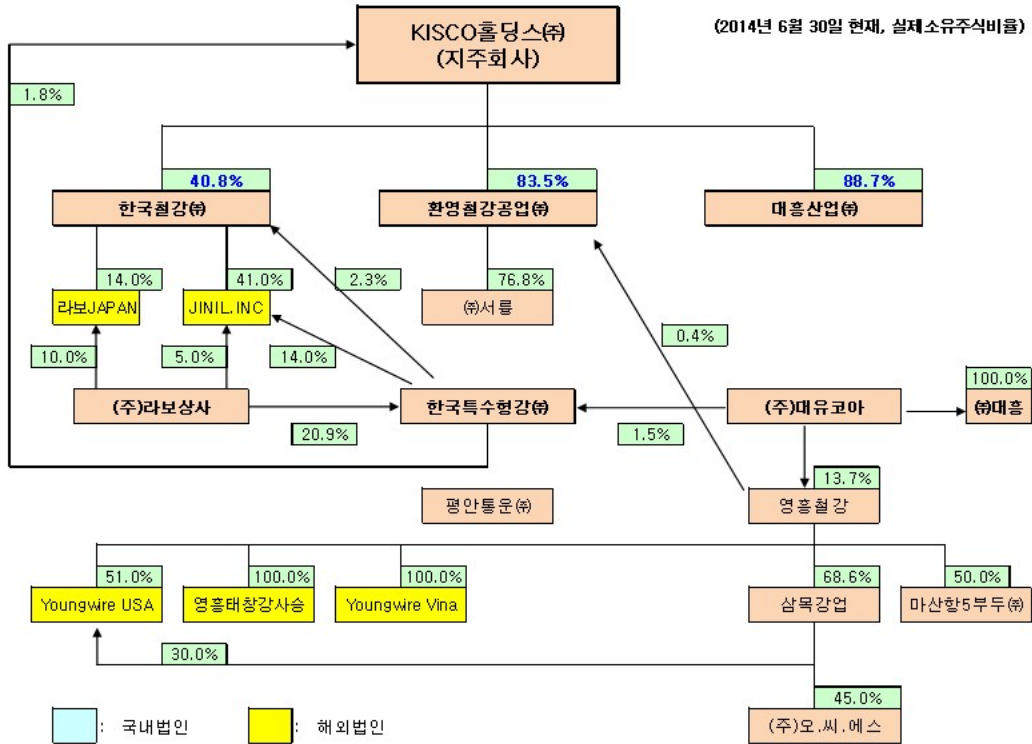 KISCO홀딩스㈜
(지주회사)
(2014년 6월 30일 현재, 실제소유주식비율)
1.8%
40.8%
83.5%
88.7%
한국철강㈜
환영철강공업㈜
대흥산업㈜
14.0%
41.0%
2.3%
76.8%
라보JAPAN
JINIL.INC
㈜서륭
0.4%
10.0%
5.0%
14.0%
100.0%
(주)라보상사
한국특수형강㈜
(주)대유코아
㈜대흥
20.9%
1.5%
13.7%
평안통운㈜
영흥철강
51.0%
100.0%
100.0%
68.6%
50.0%
Youngwire USA
영흥태창강사승
Youngwire Vina
삼목강업
마산항5부두㈜
30.0%
45.0%
: 국내법인
: 해외법인
(주)오.씨.에스